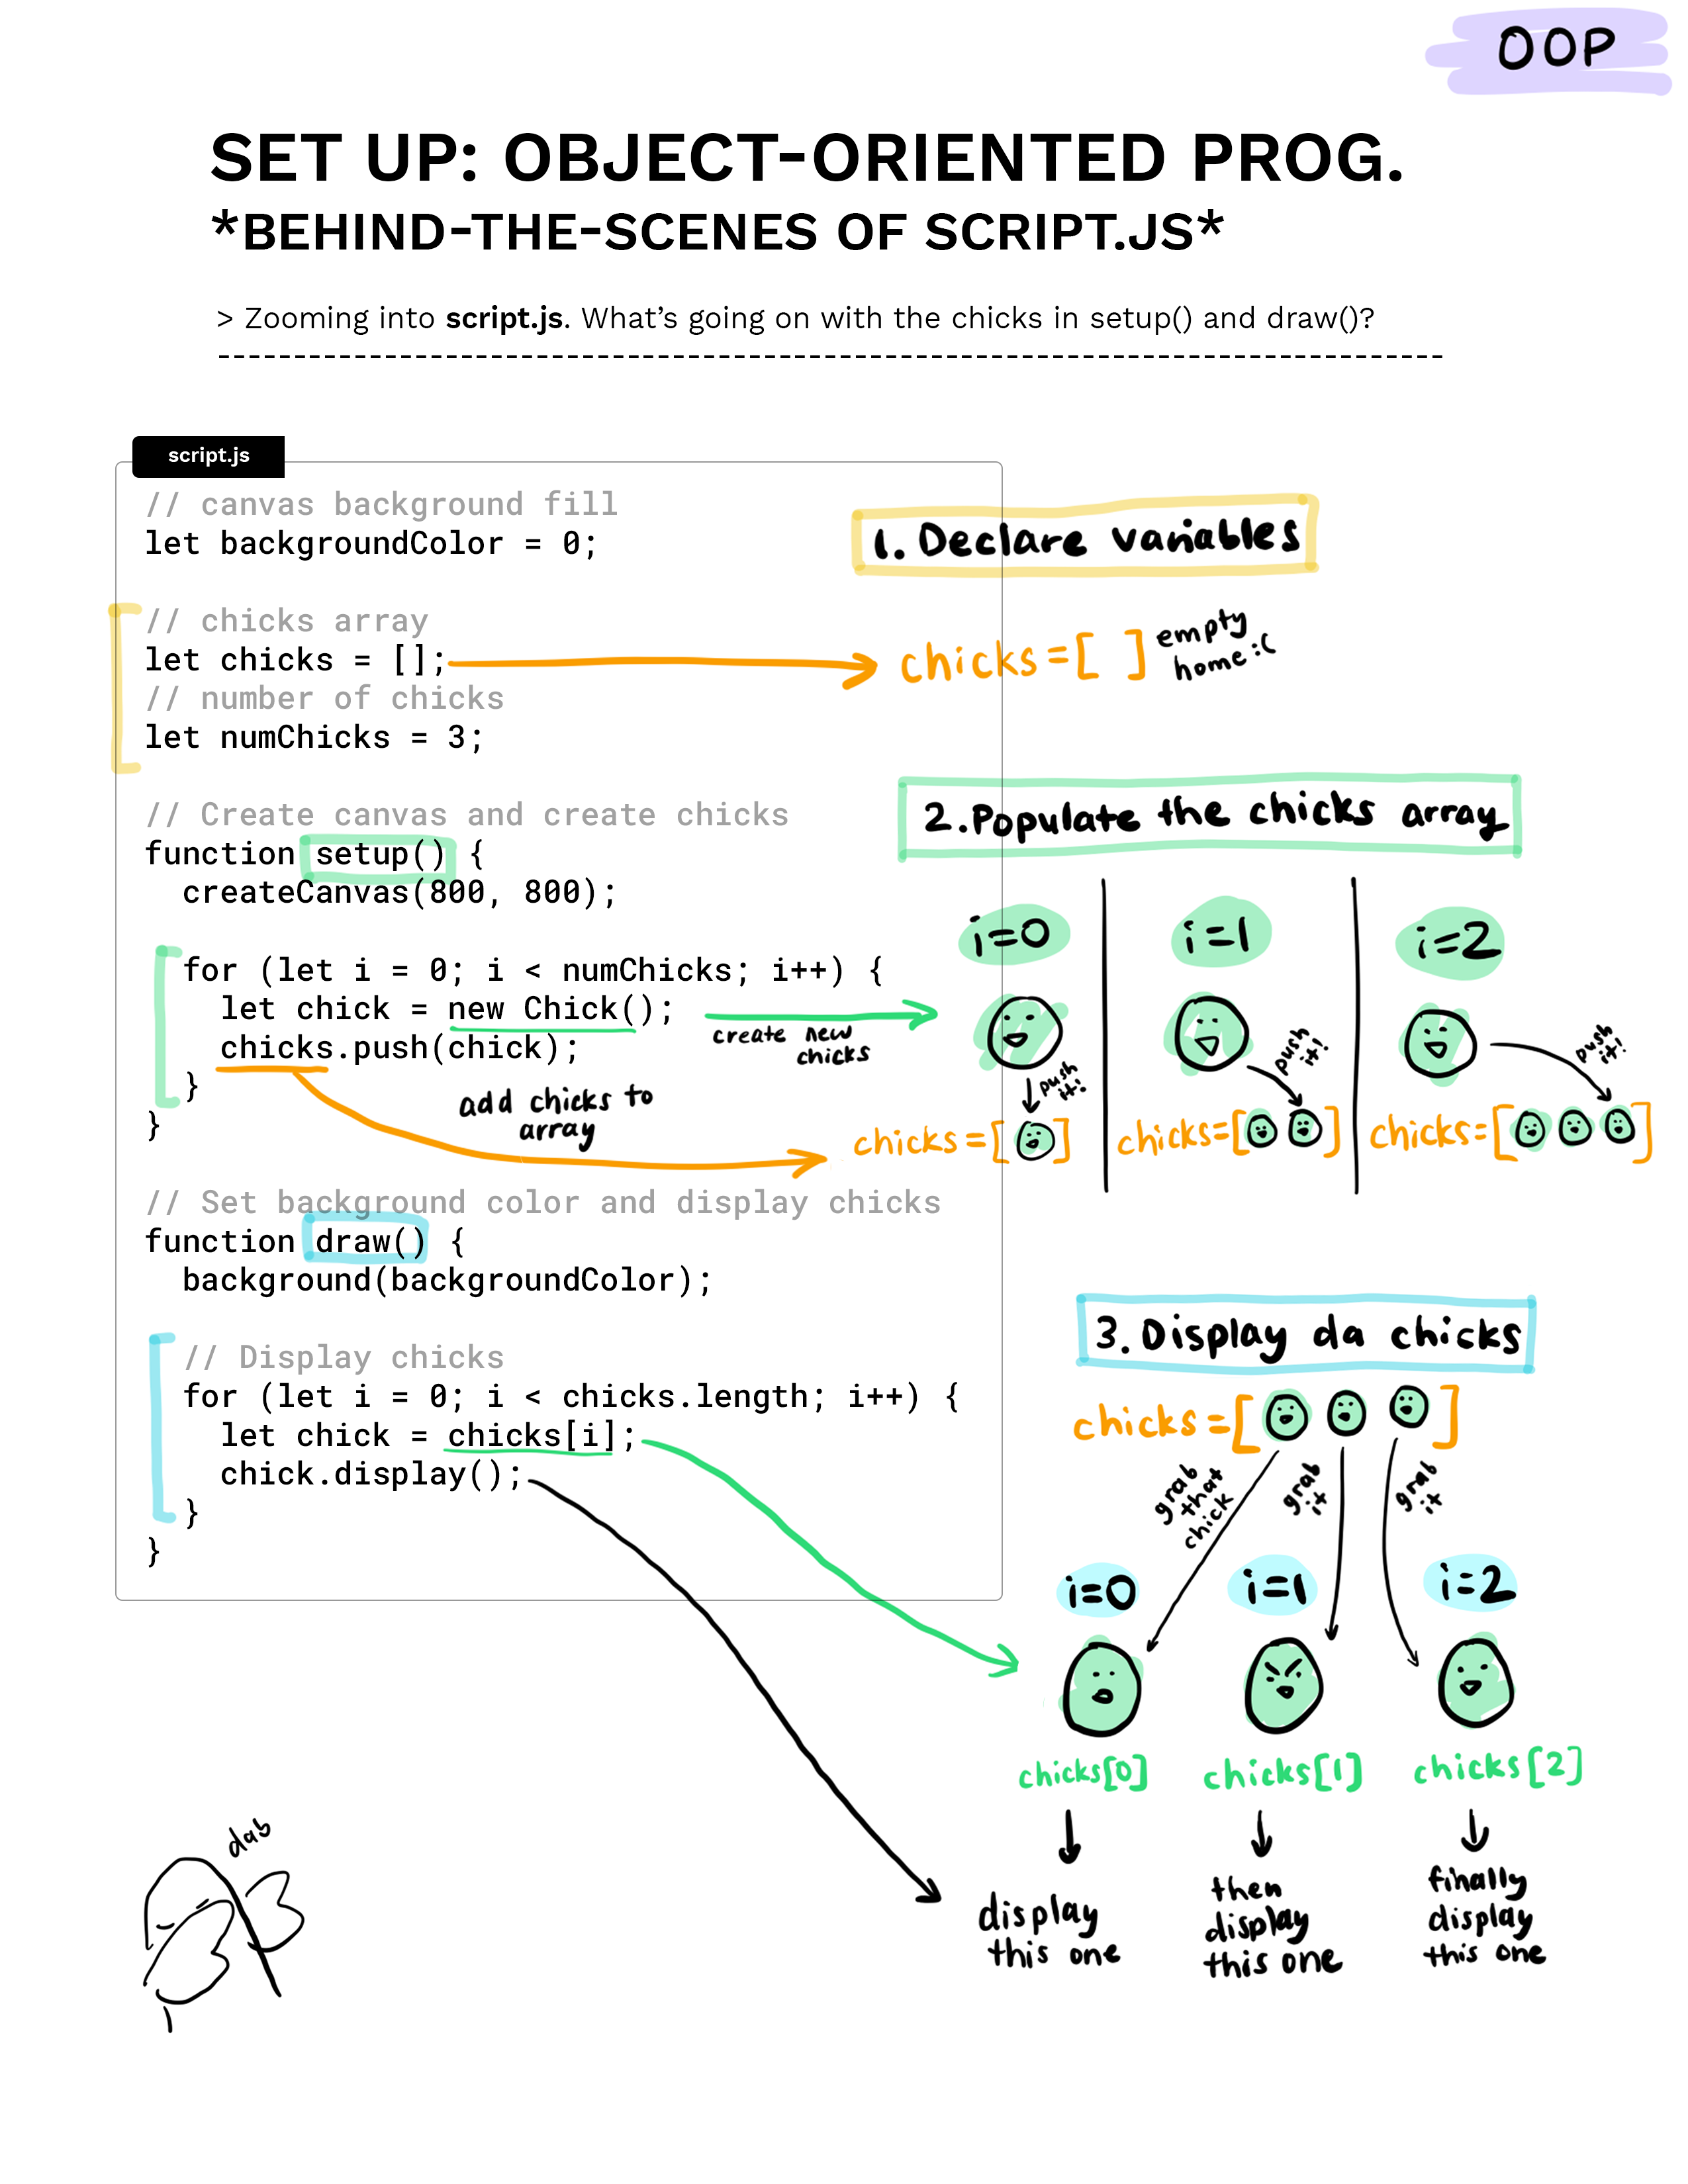 OOP
SET UP: OBJECT-ORIENTED PROG.
*BEHIND-THE-SCENES OF SCRIPT.JS*
> Zooming into script.js. What's going on with the chicks in setup() and draw()?
script.js
// canvas background fill
let backgroundColor = 0;
// chicks array
let chicks = [];
// number of chicks
let numChicks = 3;
// Create canvas and create chicks
function setup() {
createCanvas(800, 800);
for (let i = 0; i < numChicks; i++) {
let chick = new Chick();
chicks.push(chick);
}
}
// Set background color and display chicks
function draw() {
background(backgroundColor);
// Display chicks
for (let i = 0; i < chicks.length; i++) {
let chick = chicks[i];
chick.display();
}
}
1. Declare variables
chicks=[ ]
empty
home :(
2. Populate the chicks array
i=0
i=1
i=2
create new
chicks
push
it!
push
it!
push
it!
add chicks to
array
chicks=[ ]
chicks=[ ]
chicks=[ ]
3. Display da chicks
chicks=[ ]
grab
that
chick
grab
it
grab
it
i=0
i=1
i=2
chicks[0]
chicks[1]
chicks[2]
display
this one
then
display
this one
finally
display
this one
dab